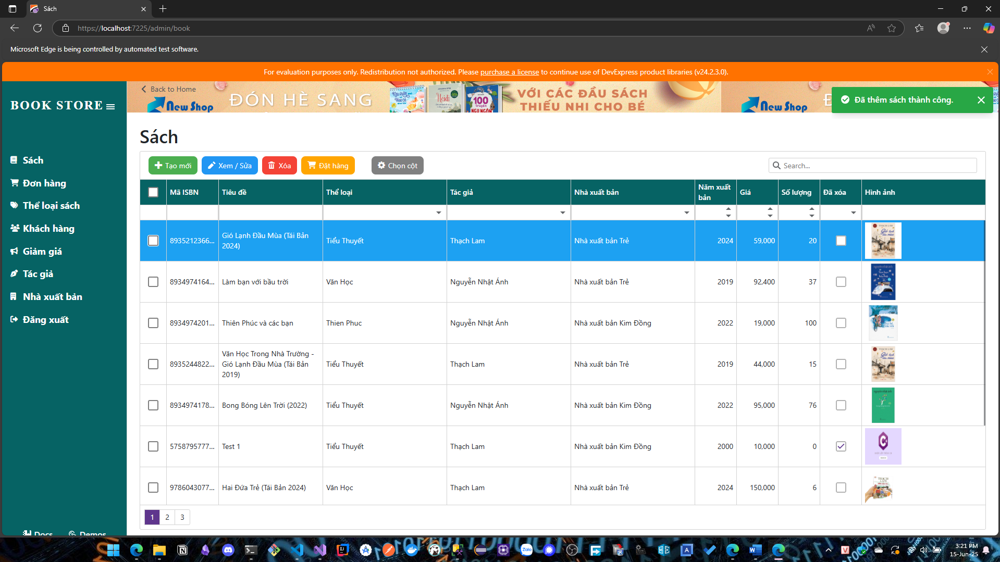 Sách
https://localhost:7225/admin/book
Microsoft Edge is being controlled by automated test software.
For evaluation purposes only. Redistribution not authorized. Please purchase a license to continue use of DevExpress product libraries (v24.2.3.0).
Back to Home
New Shop
ĐÓN HÈ SANG
VỚI CÁC ĐẦU SÁCH
THIẾU NHI CHO BÉ
New Shop
Đã thêm sách thành công.
BOOK STORE
Sách
Đơn hàng
Thể loại sách
Khách hàng
Giảm giá
Tác giả
Nhà xuất bản
Đăng xuất
Docs
Demos
Sách
Tạo mới
Xem / Sửa
Xóa
Đặt hàng
Chọn cột
Search...
Mã ISBN Tiêu đề Thể loại Tác giả Nhà xuất bản Năm xuất bản Giá Số lượng Đã xóa Hình ảnh
8935212366... Gió Lạnh Đầu Mùa (Tái Bản 2024) Tiểu Thuyết Thạch Lam Nhà xuất bản Trẻ 2024 59,000 20
8934974164... Làm bạn với bầu trời Văn Học Nguyễn Nhật Ánh Nhà xuất bản Trẻ 2019 92,400 37
8934974201... Thiên Phúc và các bạn Thien Phuc Nguyễn Nhật Ánh Nhà xuất bản Kim Đồng 2022 19,000 100
8935244822... Văn Học Trong Nhà Trường - Gió Lạnh Đầu Mùa (Tái Bản 2019) Tiểu Thuyết Thạch Lam Nhà xuất bản Trẻ 2019 44,000 15
8934974178... Bong Bóng Lên Trời (2022) Tiểu Thuyết Nguyễn Nhật Ánh Nhà xuất bản Kim Đồng 2022 95,000 76
5758795777... Test 1 Tiểu Thuyết Thạch Lam Nhà xuất bản Kim Đồng 2000 10,000 0
9786043077... Hai Đứa Trẻ (Tái Bản 2024) Văn Học Thạch Lam Nhà xuất bản Trẻ 2024 150,000 6
1 2 3
3:21 PM
15-Jun-25